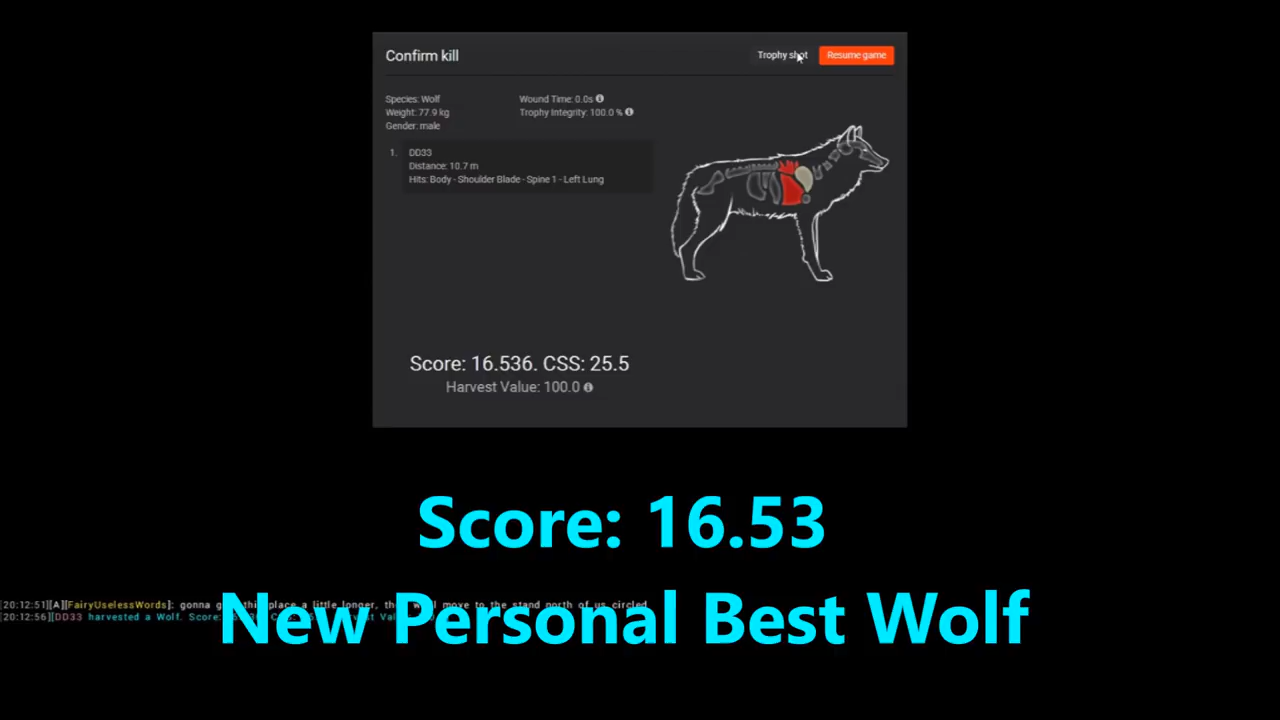 Confirm kill
Trophy shot
Resume game
Species: Wolf
Weight: 77.9 kg
Gender: male
Wound Time: 0.0s
Trophy Integrity: 100.0 %
1.
DD33
Distance: 10.7 m
Hits: Body - Shoulder Blade - Spine 1 - Left Lung
Score: 16.536. CSS: 25.5
Harvest Value: 100.0
Score: 16.53
[20:12:51][A][FairyUselessWords]: gonna place a little longer, move to the stand north of us circled
[20:12:56][DD33 harvested a Wolf. Score:
New Personal Best Wolf